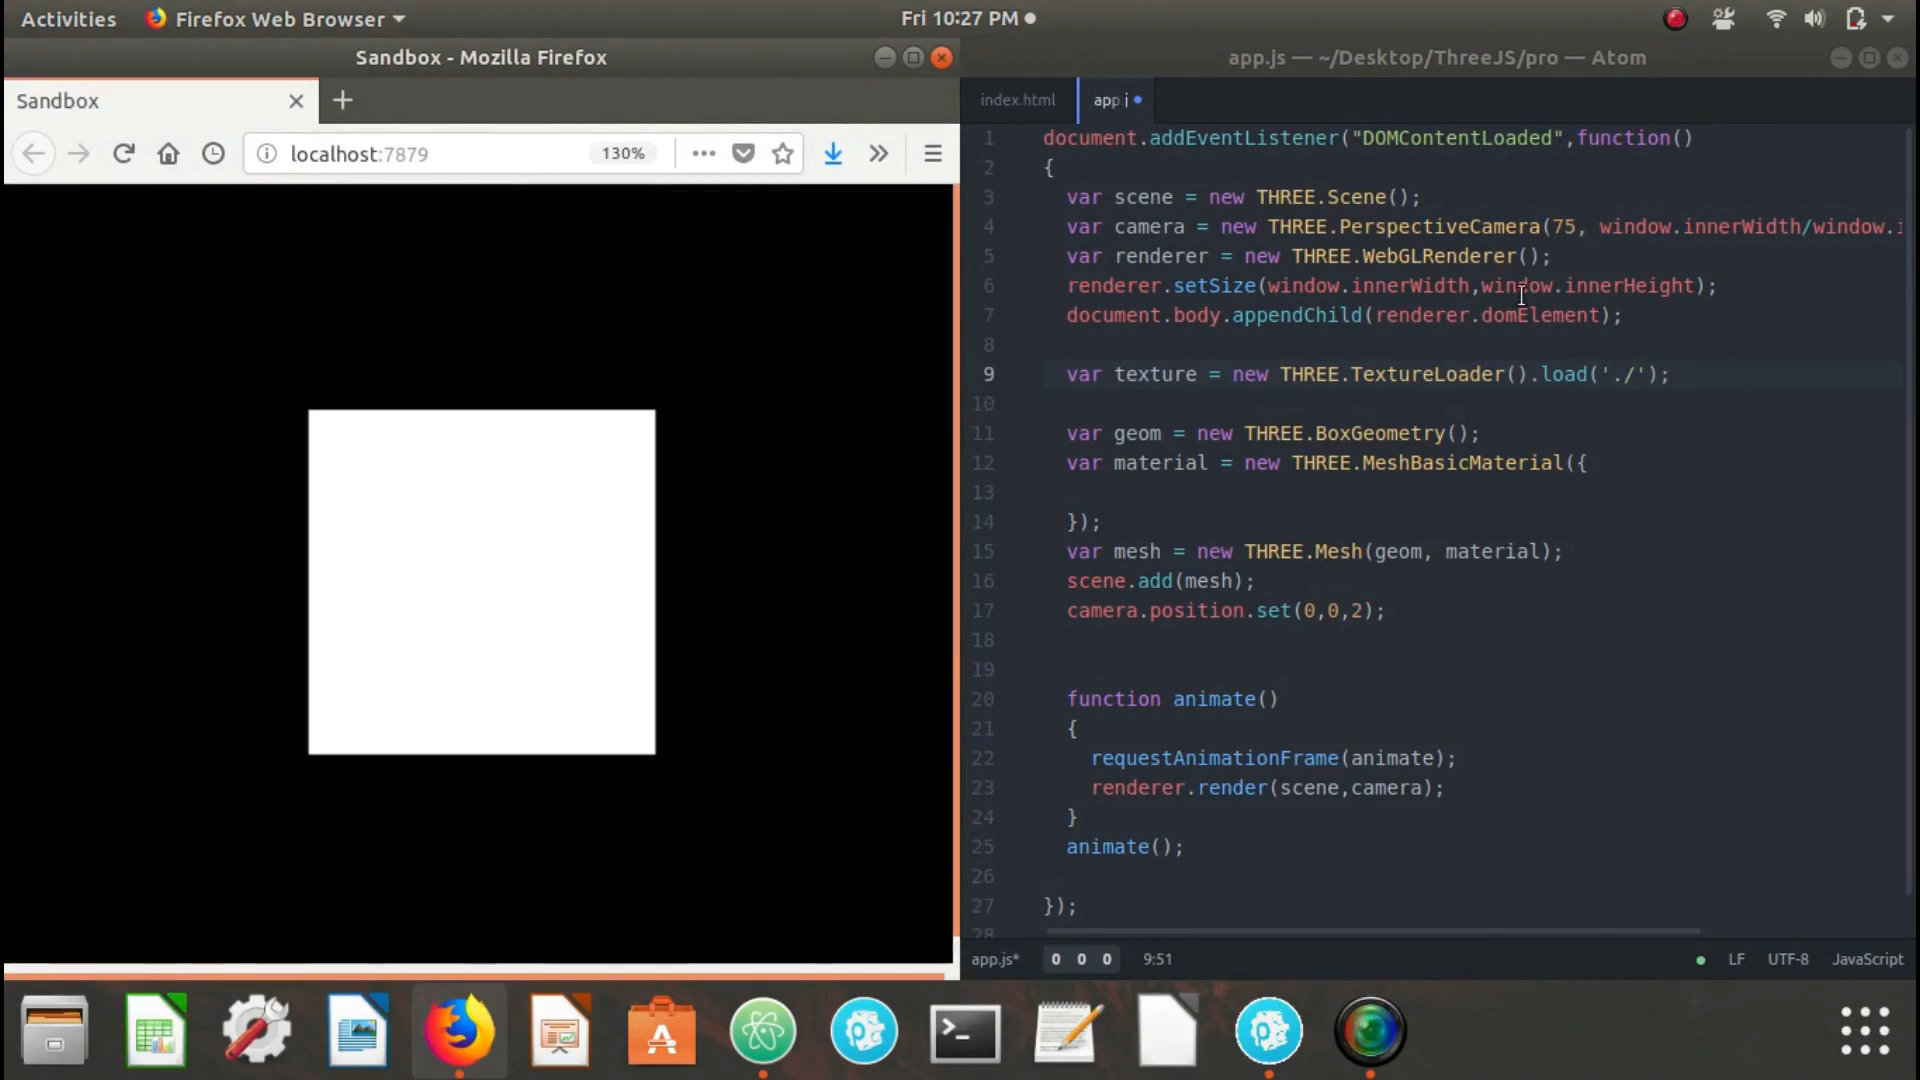 Activities
Firefox Web Browser
Fri 10:27 PM
Sandbox - Mozilla Firefox
app.js — ~/Desktop/ThreeJS/pro — Atom
Sandbox
index.html
app.j
localhost:7879
130%
1 document.addEventListener("DOMContentLoaded",function()
2 {
3 var scene = new THREE.Scene();
4 var camera = new THREE.PerspectiveCamera(75, window.innerWidth/window.i
5 var renderer = new THREE.WebGLRenderer();
6 renderer.setSize(window.innerWidth,window.innerHeight);
7 document.body.appendChild(renderer.domElement);
8
9 var texture = new THREE.TextureLoader().load('./');
10
11 var geom = new THREE.BoxGeometry();
12 var material = new THREE.MeshBasicMaterial({
13
14 });
15 var mesh = new THREE.Mesh(geom, material);
16 scene.add(mesh);
17 camera.position.set(0,0,2);
18
19
20 function animate()
21 {
22 requestAnimationFrame(animate);
23 renderer.render(scene,camera);
24 }
25 animate();
26
27 });
28
app.js* 0 0 0 9:51 LF UTF-8 JavaScript